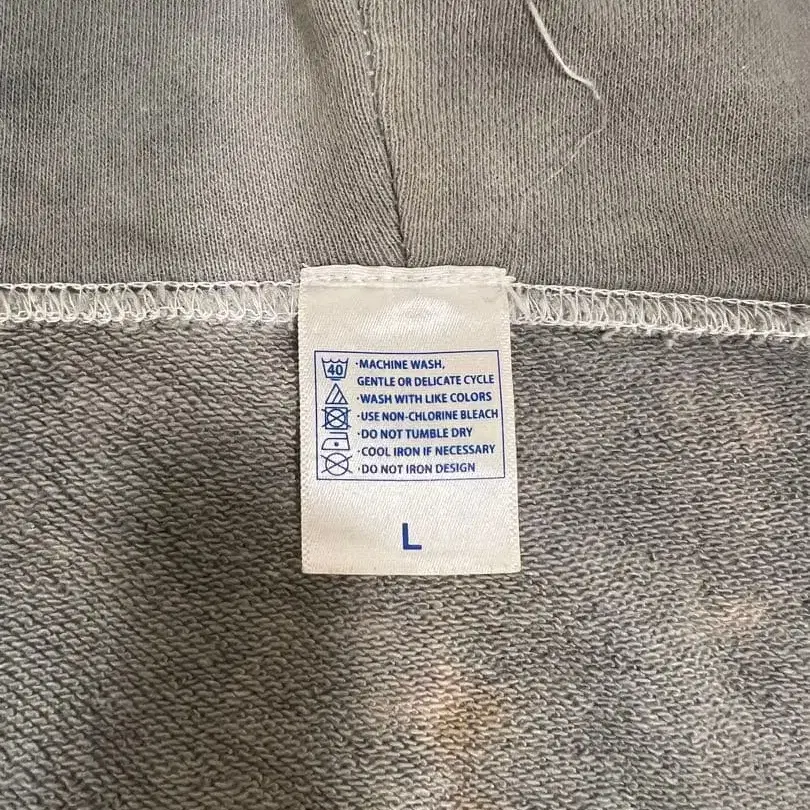 40
·MACHINE WASH,
GENTLE OR DELICATE CYCLE
·WASH WITH LIKE COLORS
·USE NON-CHLORINE BLEACH
·DO NOT TUMBLE DRY
·COOL IRON IF NECESSARY
·DO NOT IRON DESIGN
L